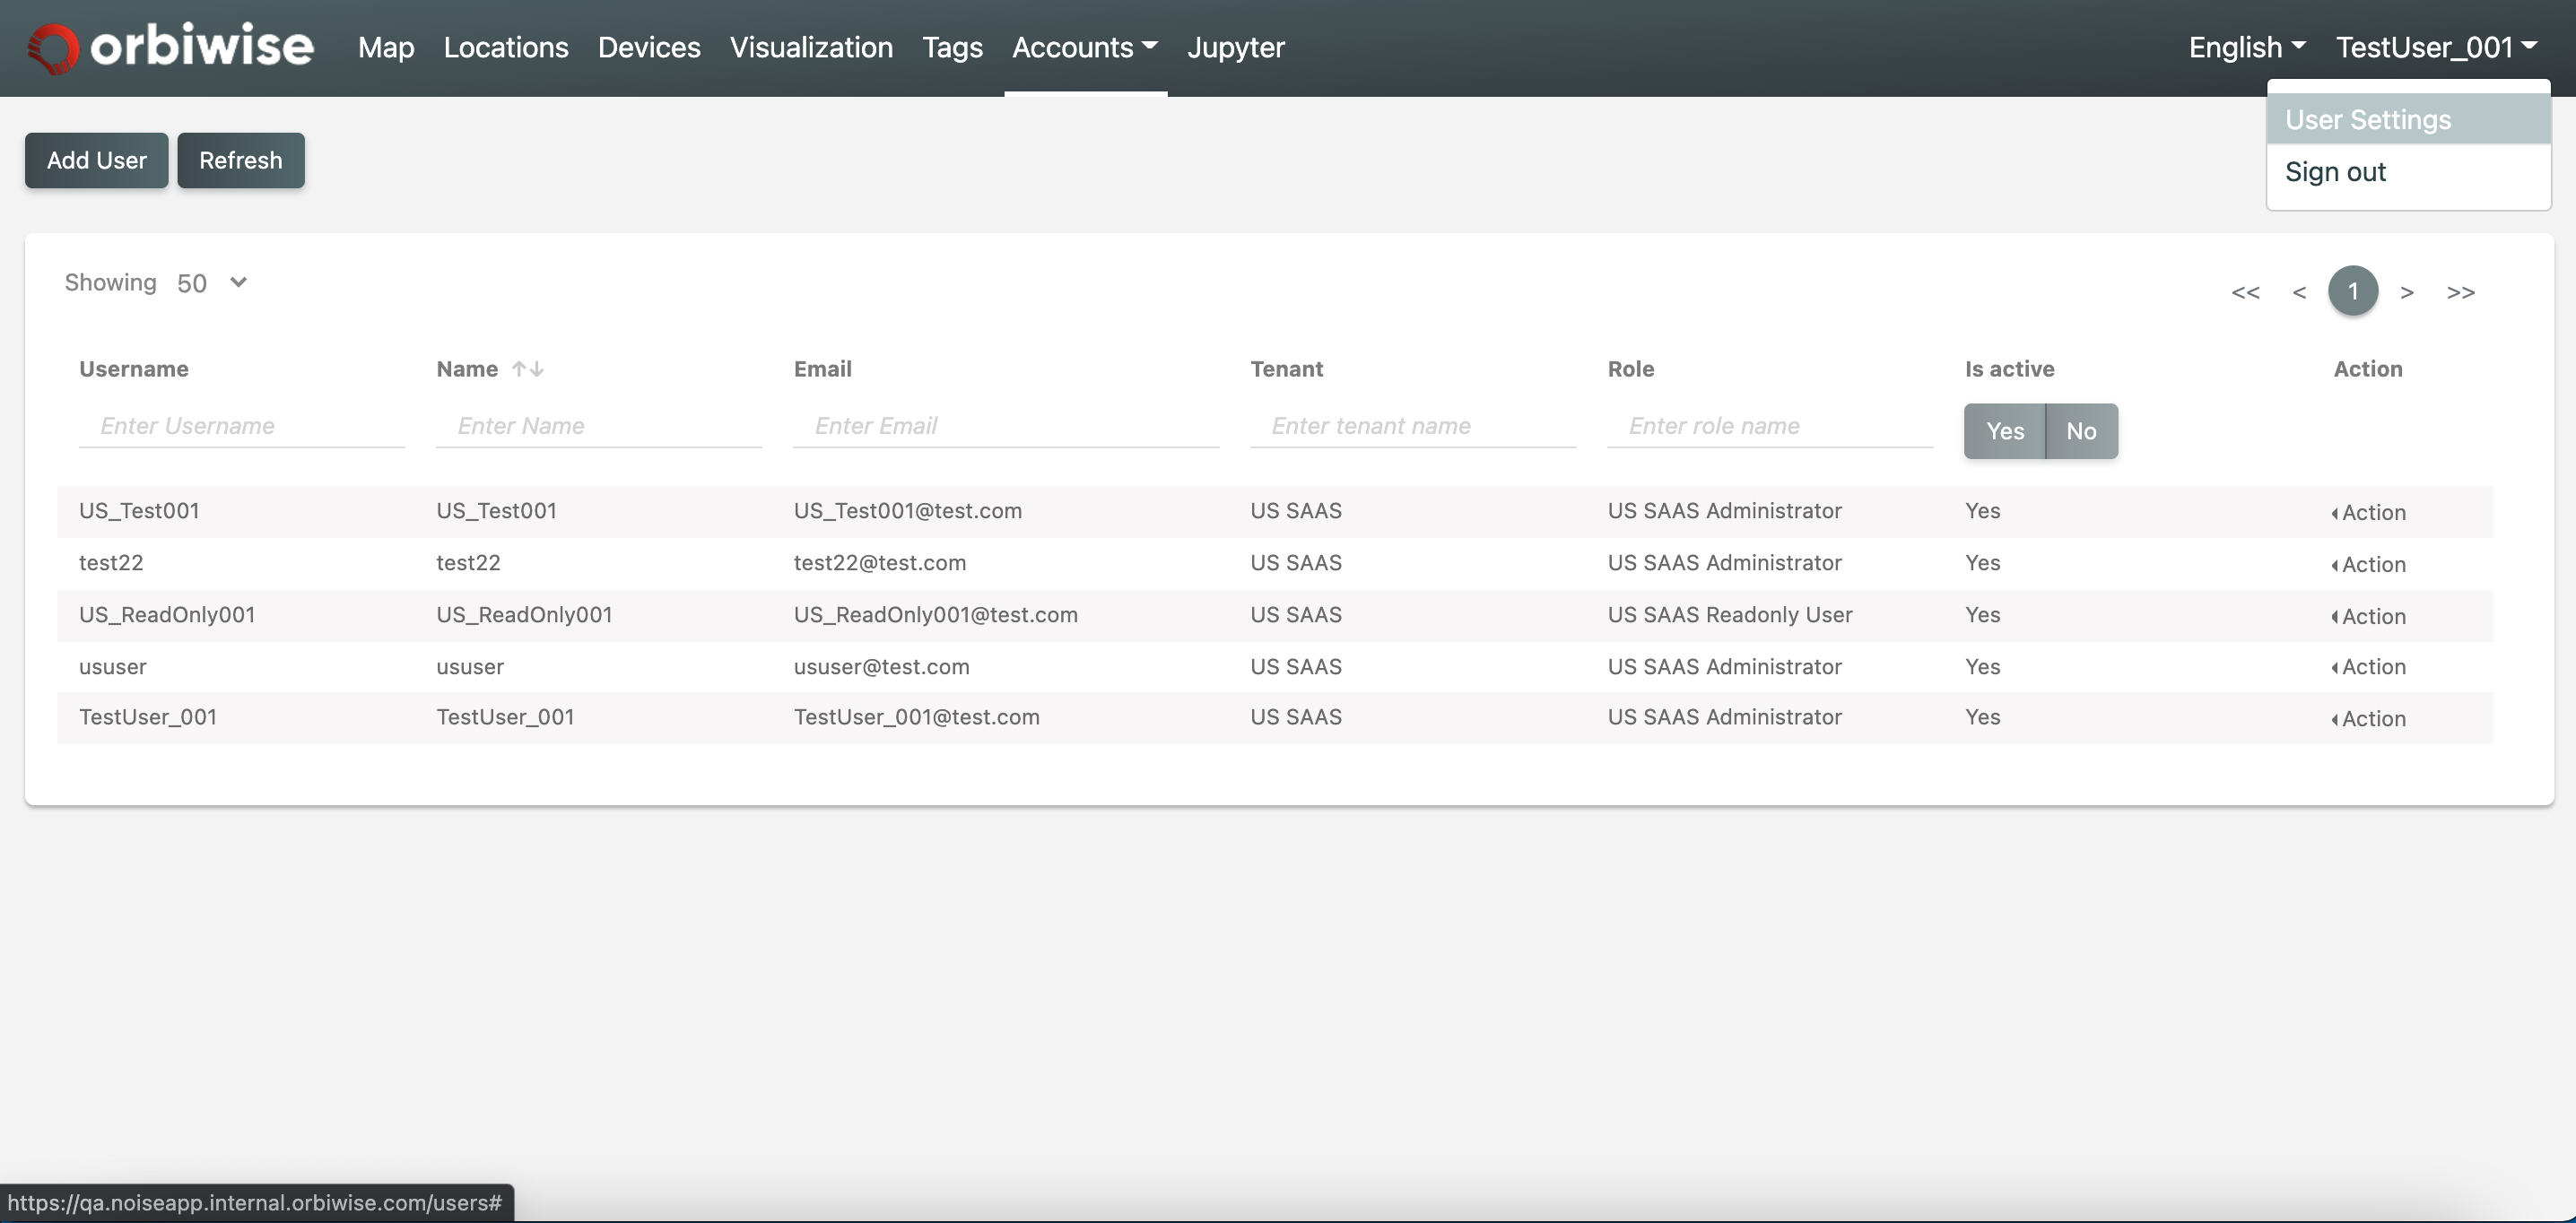 orbiwise Map Locations Devices Visualization Tags Accounts Jupyter English TestUser_001
User Settings
Sign out
Add User Refresh
Showing 50
<< < 1 > >>
Username Name Email Tenant Role Is active Action
Enter Username Enter Name Enter Email Enter tenant name Enter role name Yes No
US_Test001 US_Test001 US_Test001@test.com US SAAS US SAAS Administrator Yes Action
test22 test22 test22@test.com US SAAS US SAAS Administrator Yes Action
US_ReadOnly001 US_ReadOnly001 US_ReadOnly001@test.com US SAAS US SAAS Readonly User Yes Action
ususer ususer ususer@test.com US SAAS US SAAS Administrator Yes Action
TestUser_001 TestUser_001 TestUser_001@test.com US SAAS US SAAS Administrator Yes Action
https://qa.noiseapp.internal.orbiwise.com/users#